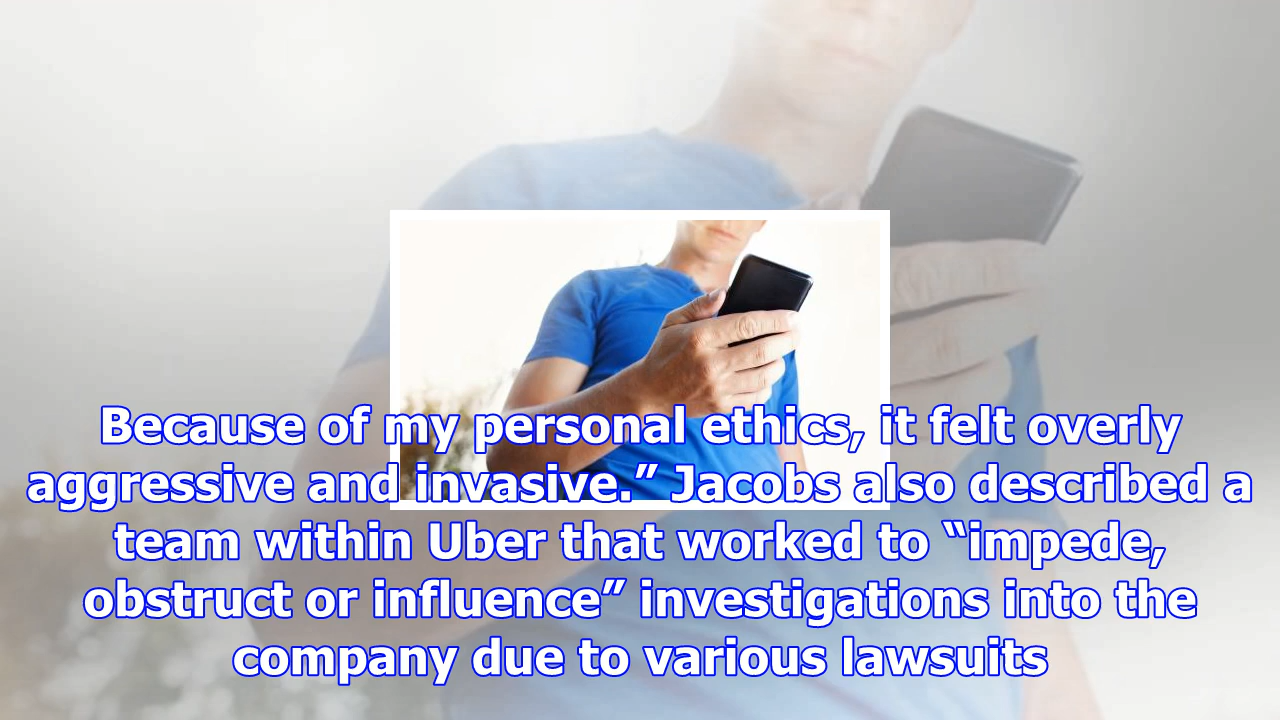 Because of my personal ethics, it felt overly
aggressive and invasive.” Jacobs also described a
team within Uber that worked to “impede,
obstruct or influence” investigations into the
company due to various lawsuits